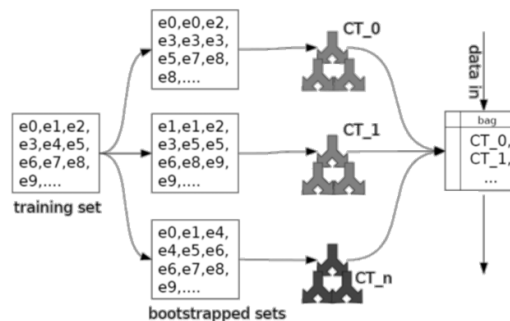 e0,e1,e2,
e3,e4,e5,
e6,e7,e8,
e9,....
training set
e0,e0,e2,
e3,e3,e3,
e5,e7,e8,
e8,....
e1,e1,e2,
e3,e5,e5,
e6,e8,e9,
e9,....
e0,e1,e4,
e4,e5,e6,
e6,e7,e8,
e9,....
bootstrapped sets
CT_0
CT_1
CT_n
data in
bag
CT_0,
CT_1,
...